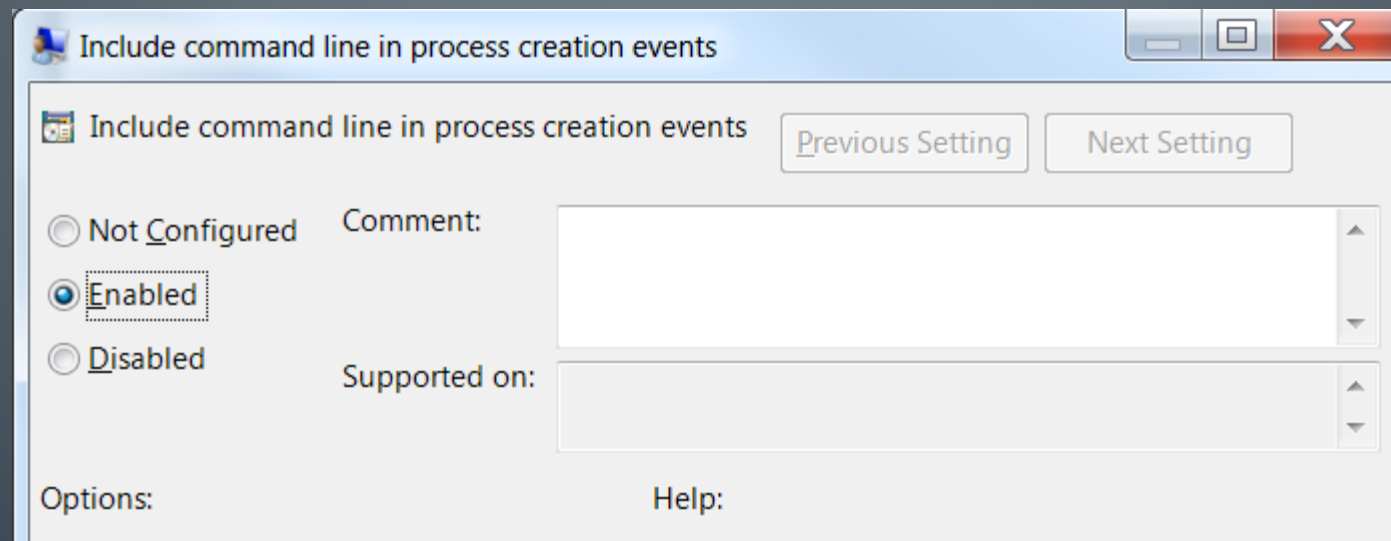 Include command line in process creation events
Include command line in process creation events
Previous Setting
Next Setting
Not Configured
Comment:
Enabled
Disabled
Supported on:
Options:
Help: